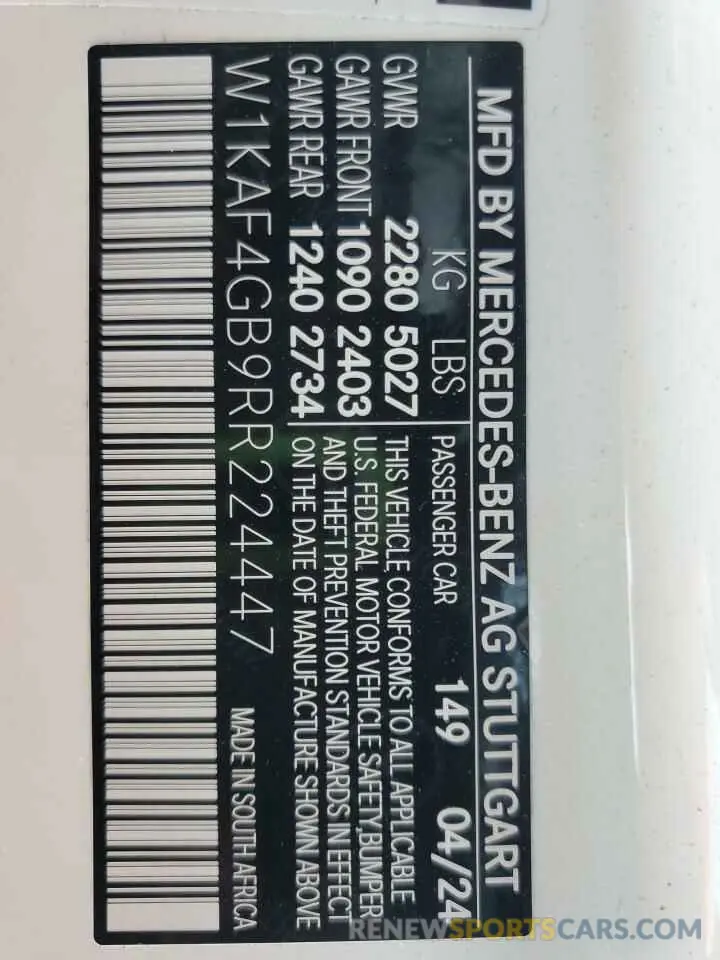 MFD BY MERCEDES-BENZ AG STUTTGART
KG LBS PASSENGER CAR 149 04/24
GVWR 2280 5027
GAWR FRONT 1090 2403
GAWR REAR 1240 2734
THIS VEHICLE CONFORMS TO ALL APPLICABLE
U.S. FEDERAL MOTOR VEHICLE SAFETY, BUMPER
AND THEFT PREVENTION STANDARDS IN EFFECT
ON THE DATE OF MANUFACTURE SHOWN ABOVE
W1KAF4GB9RR224447 MADE IN SOUTH AFRICA
RENEWSPORTSCARS.COM